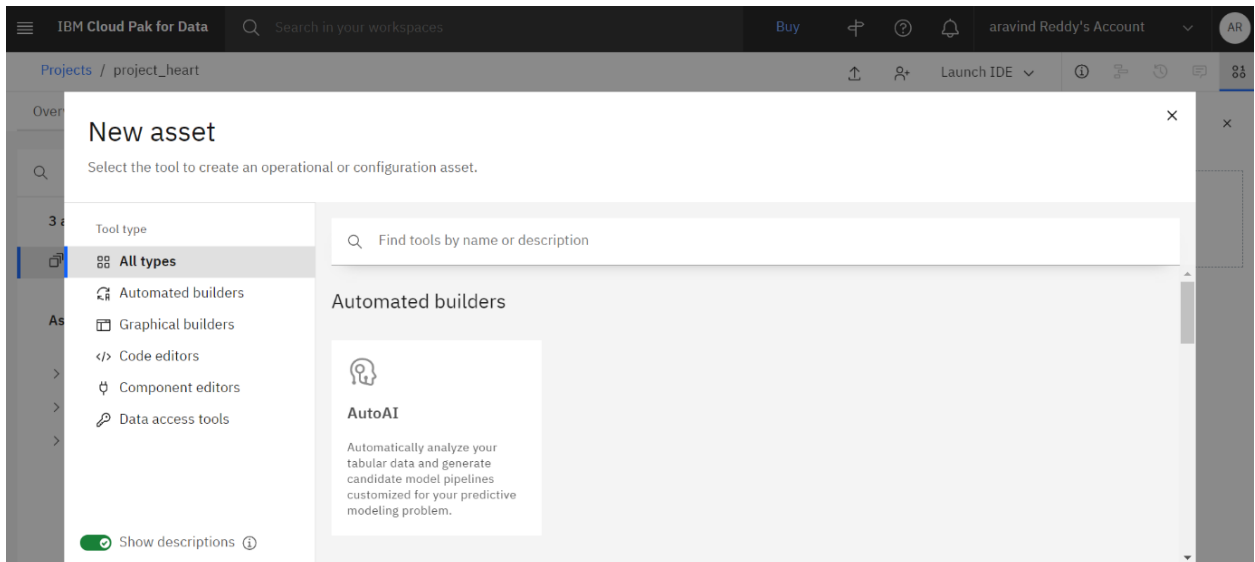 IBM Cloud Pak for Data
Search in your workspaces
Buy
aravind Reddy's Account
AR
Projects / project_heart
Launch IDE
Over
New asset
Select the tool to create an operational or configuration asset.
3 a
As
Tool type
All types
Automated builders
Graphical builders
Code editors
Component editors
Data access tools
Show descriptions
Find tools by name or description
Automated builders
AutoAI
Automatically analyze your
tabular data and generate
candidate model pipelines
customized for your predictive
modeling problem.